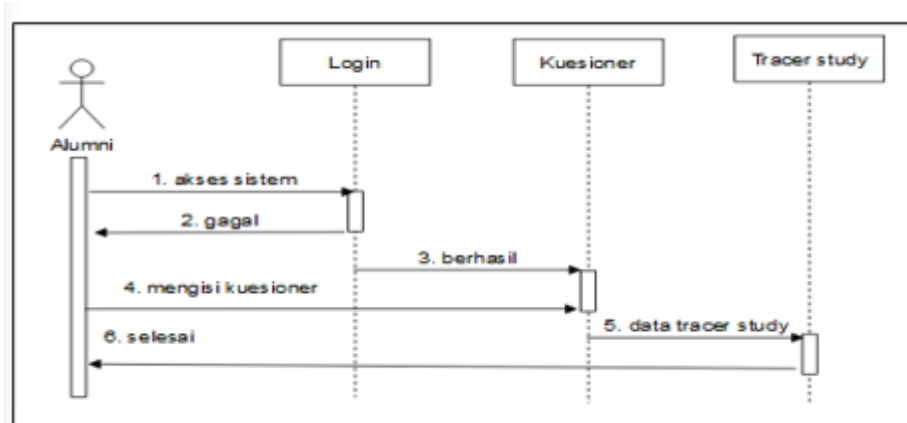 Login
Kuesioner
Tracer study
Alumni
1. akses sistem
2. gagal
3. berhasil
4. mengisi kuesioner
5. data tracer study
6. selesai